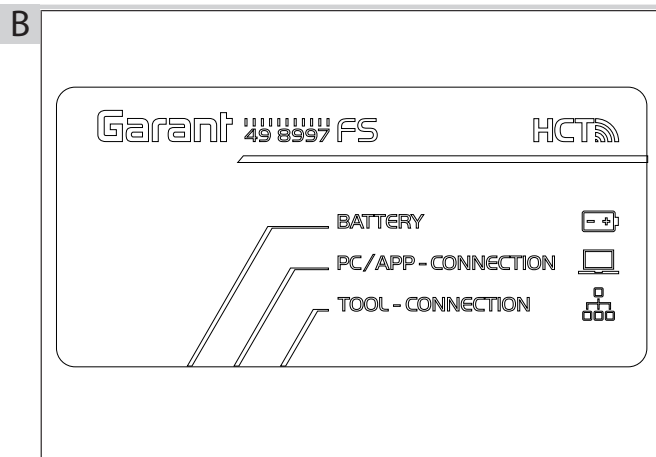 B
Garant 49 8997 FS HCT
BATTERY
PC/APP - CONNECTION
TOOL - CONNECTION